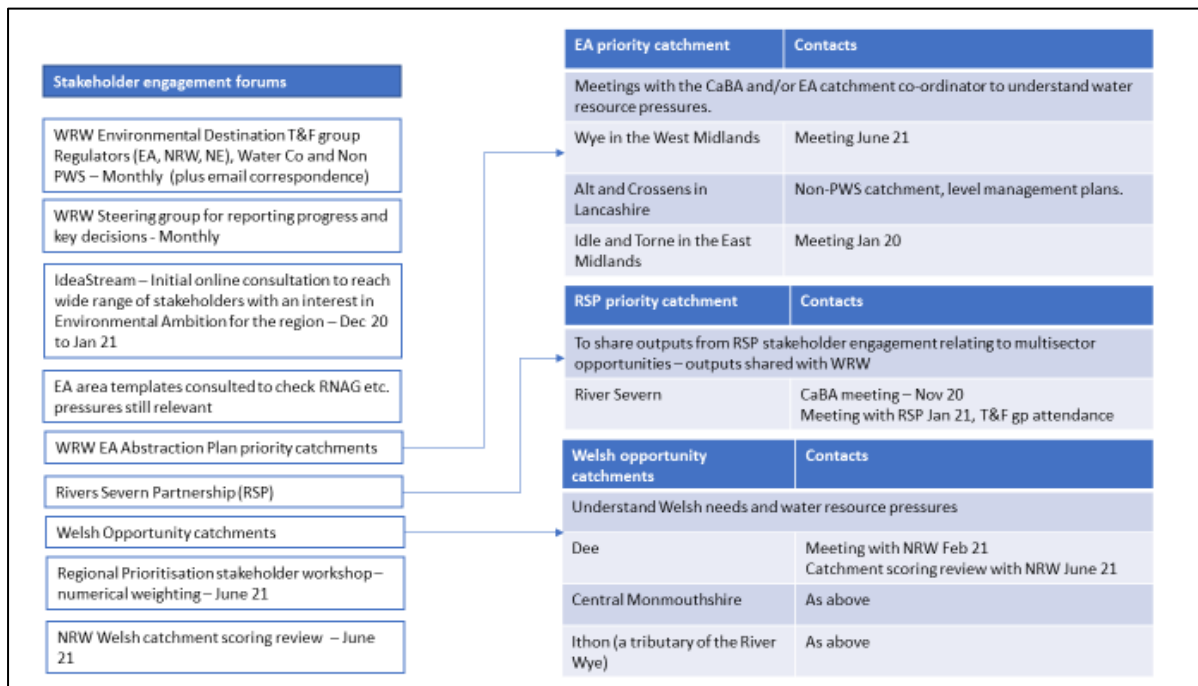 Stakeholder engagement forums
WRW Environmental Destination T&F group
Regulators (EA, NRW, NE), Water Co and Non
PWS – Monthly (plus email correspondence)
WRW Steering group for reporting progress and
key decisions - Monthly
IdeaStream – Initial online consultation to reach
wide range of stakeholders with an interest in
Environmental Ambition for the region – Dec 20
to Jan 21
EA area templates consulted to check RNAG etc.
pressures still relevant
WRW EA Abstraction Plan priority catchments
Rivers Severn Partnership (RSP)
Welsh Opportunity catchments
Regional Prioritisation stakeholder workshop –
numerical weighting – June 21
NRW Welsh catchment scoring review – June
21
EA priority catchment
Contacts
Meetings with the CaBA and/or EA catchment co-ordinator to understand water
resource pressures.
Wye in the West Midlands
Meeting June 21
Alt and Crossens in
Lancashire
Non-PWS catchment, level management plans.
Idle and Torne in the East
Midlands
Meeting Jan 20
RSP priority catchment
Contacts
To share outputs from RSP stakeholder engagement relating to multisector
opportunities – outputs shared with WRW
River Severn
CaBA meeting – Nov 20
Meeting with RSP Jan 21, T&F gp attendance
Welsh opportunity
catchments
Contacts
Understand Welsh needs and water resource pressures
Dee
Meeting with NRW Feb 21
Catchment scoring review with NRW June 21
Central Monmouthshire
As above
Ithon (a tributary of the River
Wye)
As above